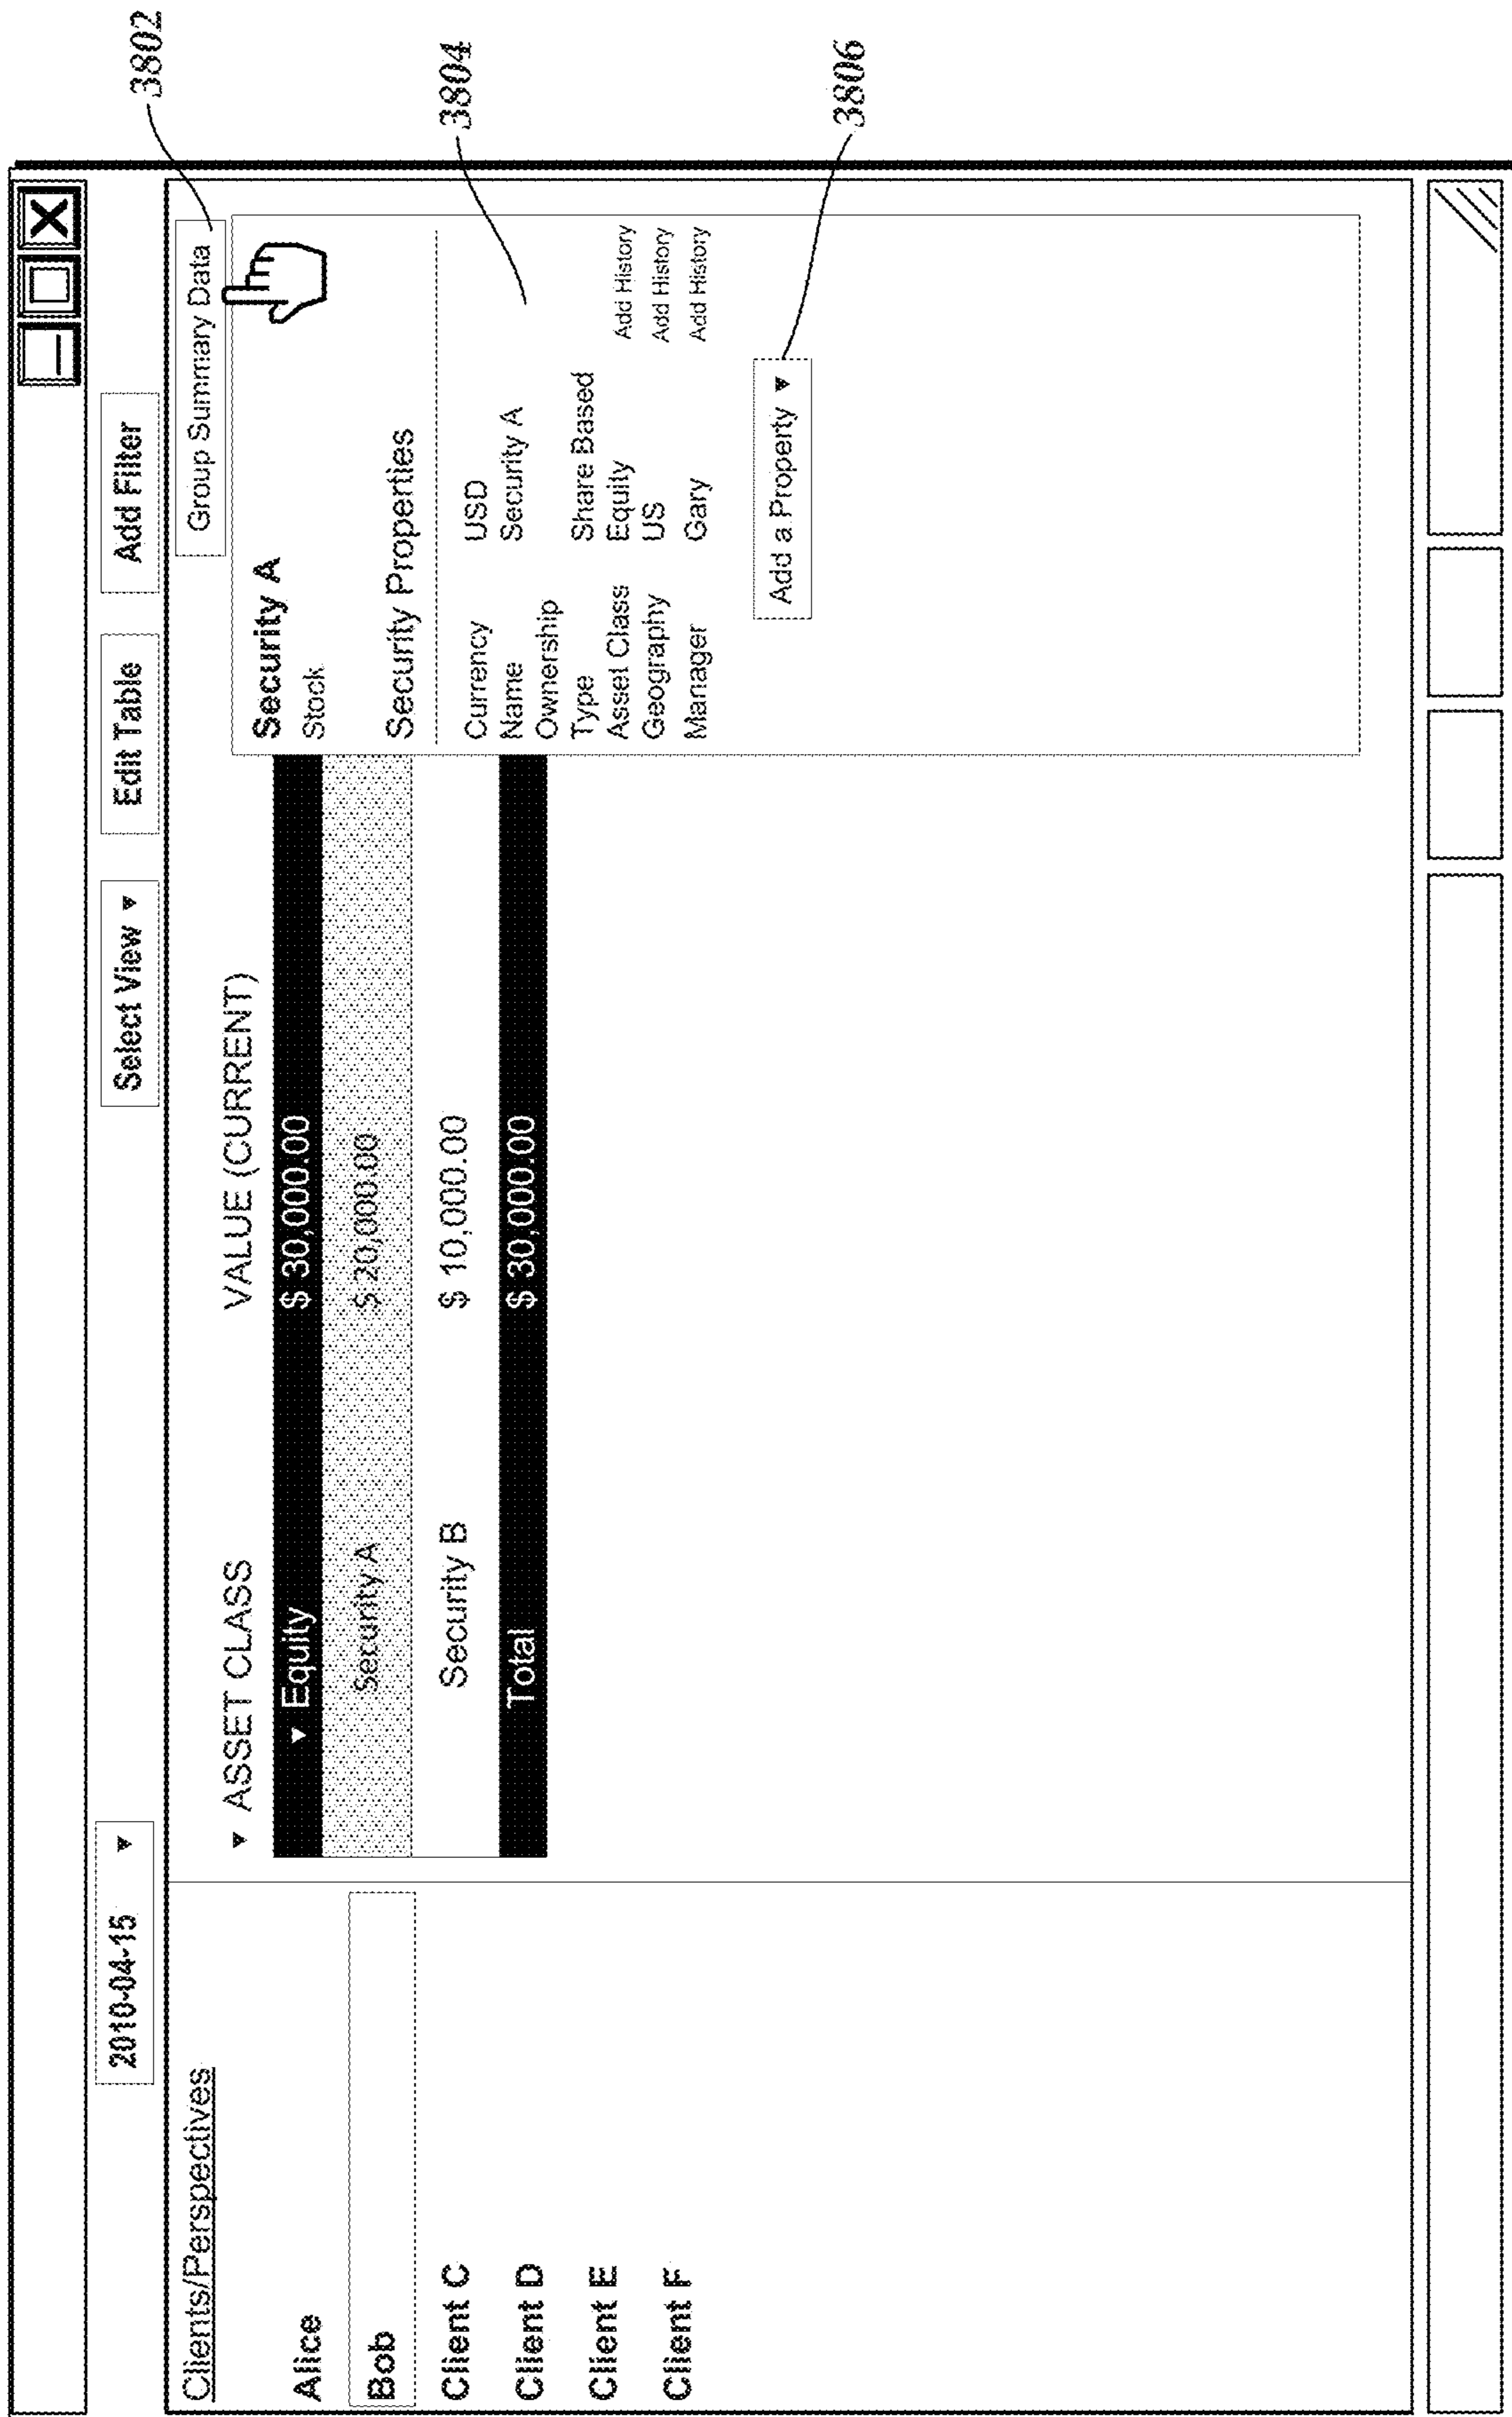 2010-04-15 ▼
Select View ▼
Edit Table
Add Filter
Clients/Perspectives
Alice
Bob
Client C
Client D
Client E
Client F
▼ ASSET CLASS VALUE (CURRENT)
▼ Equity $ 30,000.00
Security A $ 20,000.00
Security B $ 10,000.00
Total $ 30,000.00
Group Summary Data
Security A
Stock
Security Properties
Currency USD
Name Security A
Ownership
Type Share Based
Asset Class Equity Add History
Geography US Add History
Manager Gary Add History
Add a Property ▼
3802
3804
3806